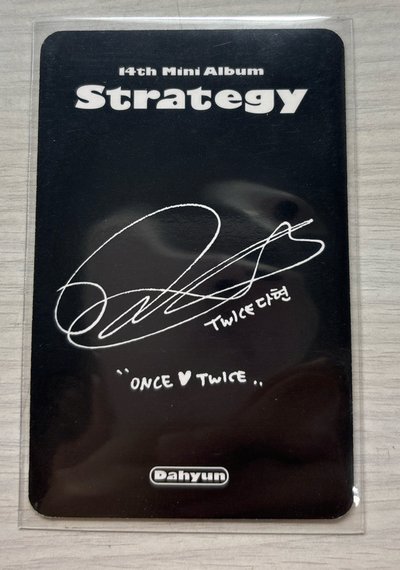 14th Mini Album
Strategy
TWICE다현
"ONCE ♥ TWICE..
Dahyun